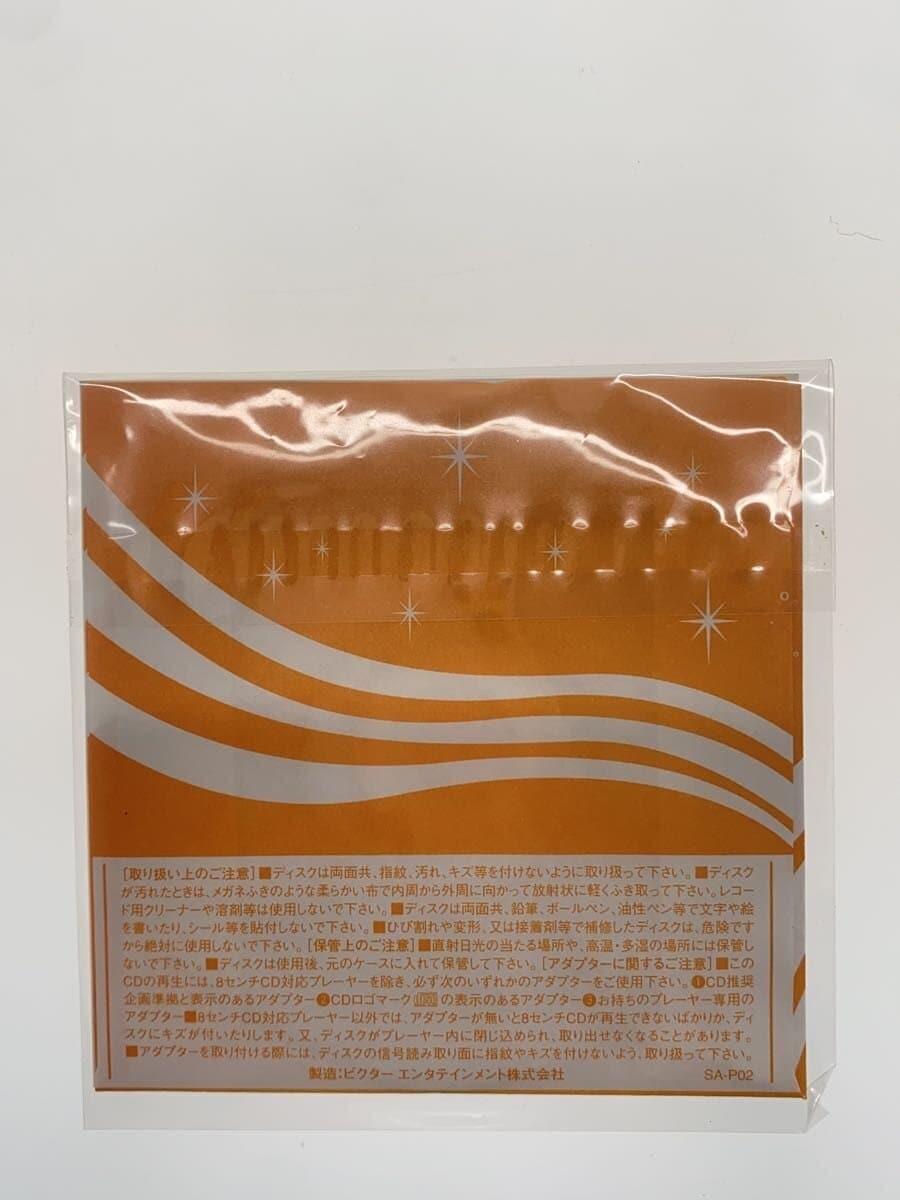 [取り扱い上のご注意]■ディスクは両面共、指紋、汚れ、キズ等を付けないように取り扱って下さい。■ディスク
が汚れたときは、メガネふきのような柔らかい布で内周から外周に向かって放射状に軽くふき取って下さい。レコー
ド用クリーナーや溶剤等は使用しないで下さい。■ディスクは両面共、鉛筆、ボールペン、油性ペン等で文字や絵
を書いたり、シール等を貼付しないで下さい。■ひび割れや変形、又は接着剤等で補修したディスクは、危険です
から絶対に使用しないで下さい。[保管上のご注意]■直射日光の当たる場所や、高温・多湿の場所には保管し
ないで下さい。■ディスクは使用後、元のケースに入れて保管して下さい。[アダプターに関するご注意]■この
CDの再生には、8センチCD対応プレーヤーを除き、必ず次のいずれかのアダプターをご使用下さい。❶CD推奨
企画準拠と表示のあるアダプター❷CDロゴマークの表示のあるアダプター❸お持ちのプレーヤー専用の
アダプター■8センチCD対応プレーヤー以外では、アダプターが無いと8センチCDが再生できないばかりか、ディ
スクにキズが付いたりします。又、ディスクがプレーヤー内に閉じ込められ、取り出せなくなることがあります。
■アダプターを取り付ける際には、ディスクの信号読み取り面に指紋やキズを付けないよう、取り扱って下さい。
製造:ビクター エンタテインメント株式会社 SA-P02